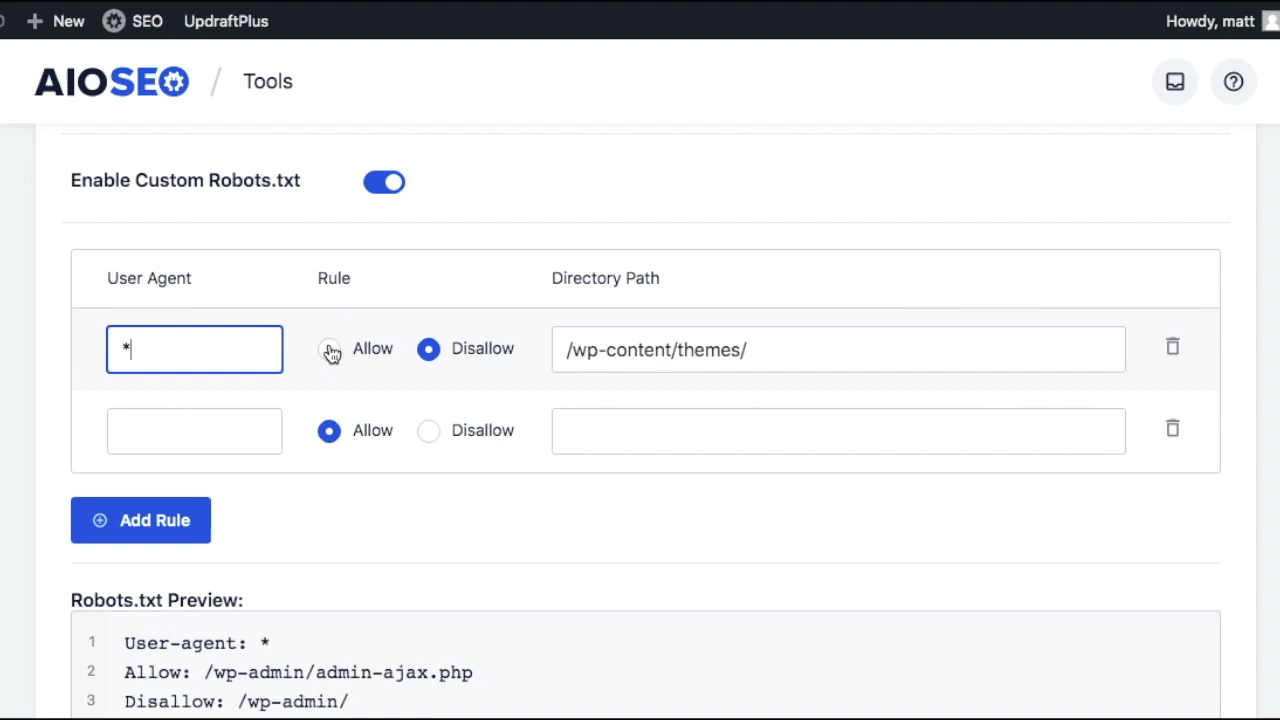 New SEO UpdraftPlus Howdy, matt
AIOSEO / Tools
Enable Custom Robots.txt
User Agent Rule Directory Path
* Allow Disallow /wp-content/themes/
Allow Disallow
Add Rule
Robots.txt Preview:
1 User-agent: *
2 Allow: /wp-admin/admin-ajax.php
3 Disallow: /wp-admin/